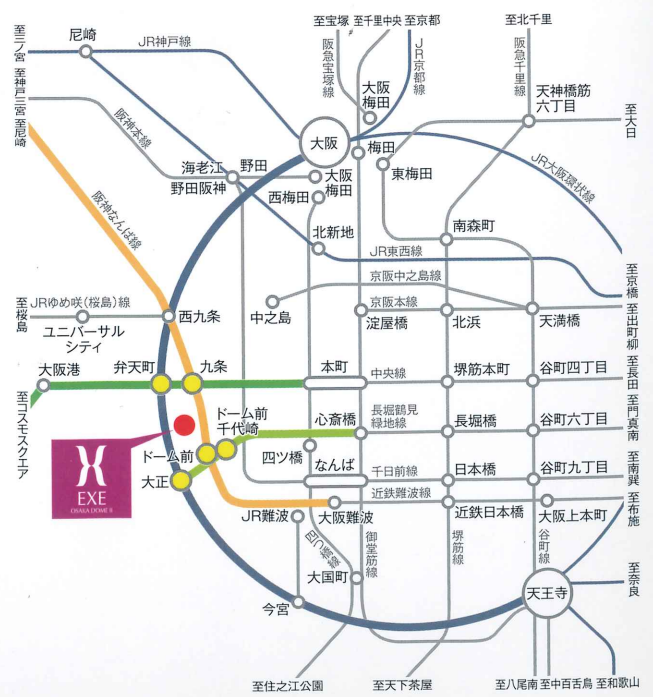 至宝塚
至千里中央
至京都
至北千里
至三ノ宮
尼崎
JR神戸線
阪急宝塚線
JR京都線
阪急千里線
至神戸三宮
至尼崎
阪神本線
大阪
梅田
天神橋筋
六丁目
至大日
大阪
梅田
東梅田
JR大阪環状線
海老江
野田
野田阪神
大阪
梅田
西梅田
阪神なんば線
北新地
南森町
JR東西線
京阪中之島線
至京橋
至桜島
JRゆめ咲(桜島)線
ユニバーサル
シティ
西九条
中之島
京阪本線
淀屋橋
北浜
天満橋
至出町柳
大阪港
弁天町
九条
本町
中央線
堺筋本町
谷町四丁目
至長田
至コスモスクエア
ドーム前
千代崎
心斎橋
長堀鶴見
緑地線
長堀橋
谷町六丁目
至門真南
ドーム前
四ツ橋
EXE
OSAKA DOME II
大正
なんば
千日前線
日本橋
谷町九丁目
至南巽
近鉄難波線
JR難波
大阪難波
近鉄日本橋
大阪上本町
至布施
四つ橋線
御堂筋線
堺筋線
谷町線
大国町
今宮
天王寺
至奈良
至住之江公園
至天下茶屋
至八尾南
至中百舌鳥
至和歌山